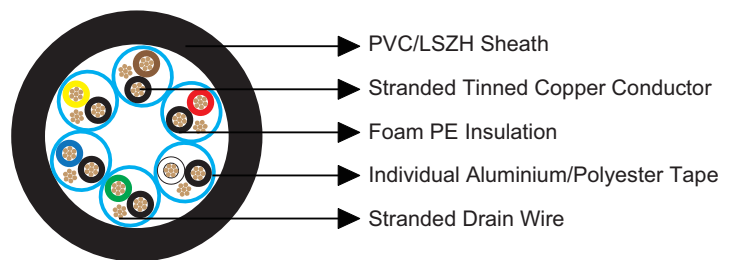 PVC/LSZH Sheath
Stranded Tinned Copper Conductor
Foam PE Insulation
Individual Aluminium/Polyester Tape
Stranded Drain Wire